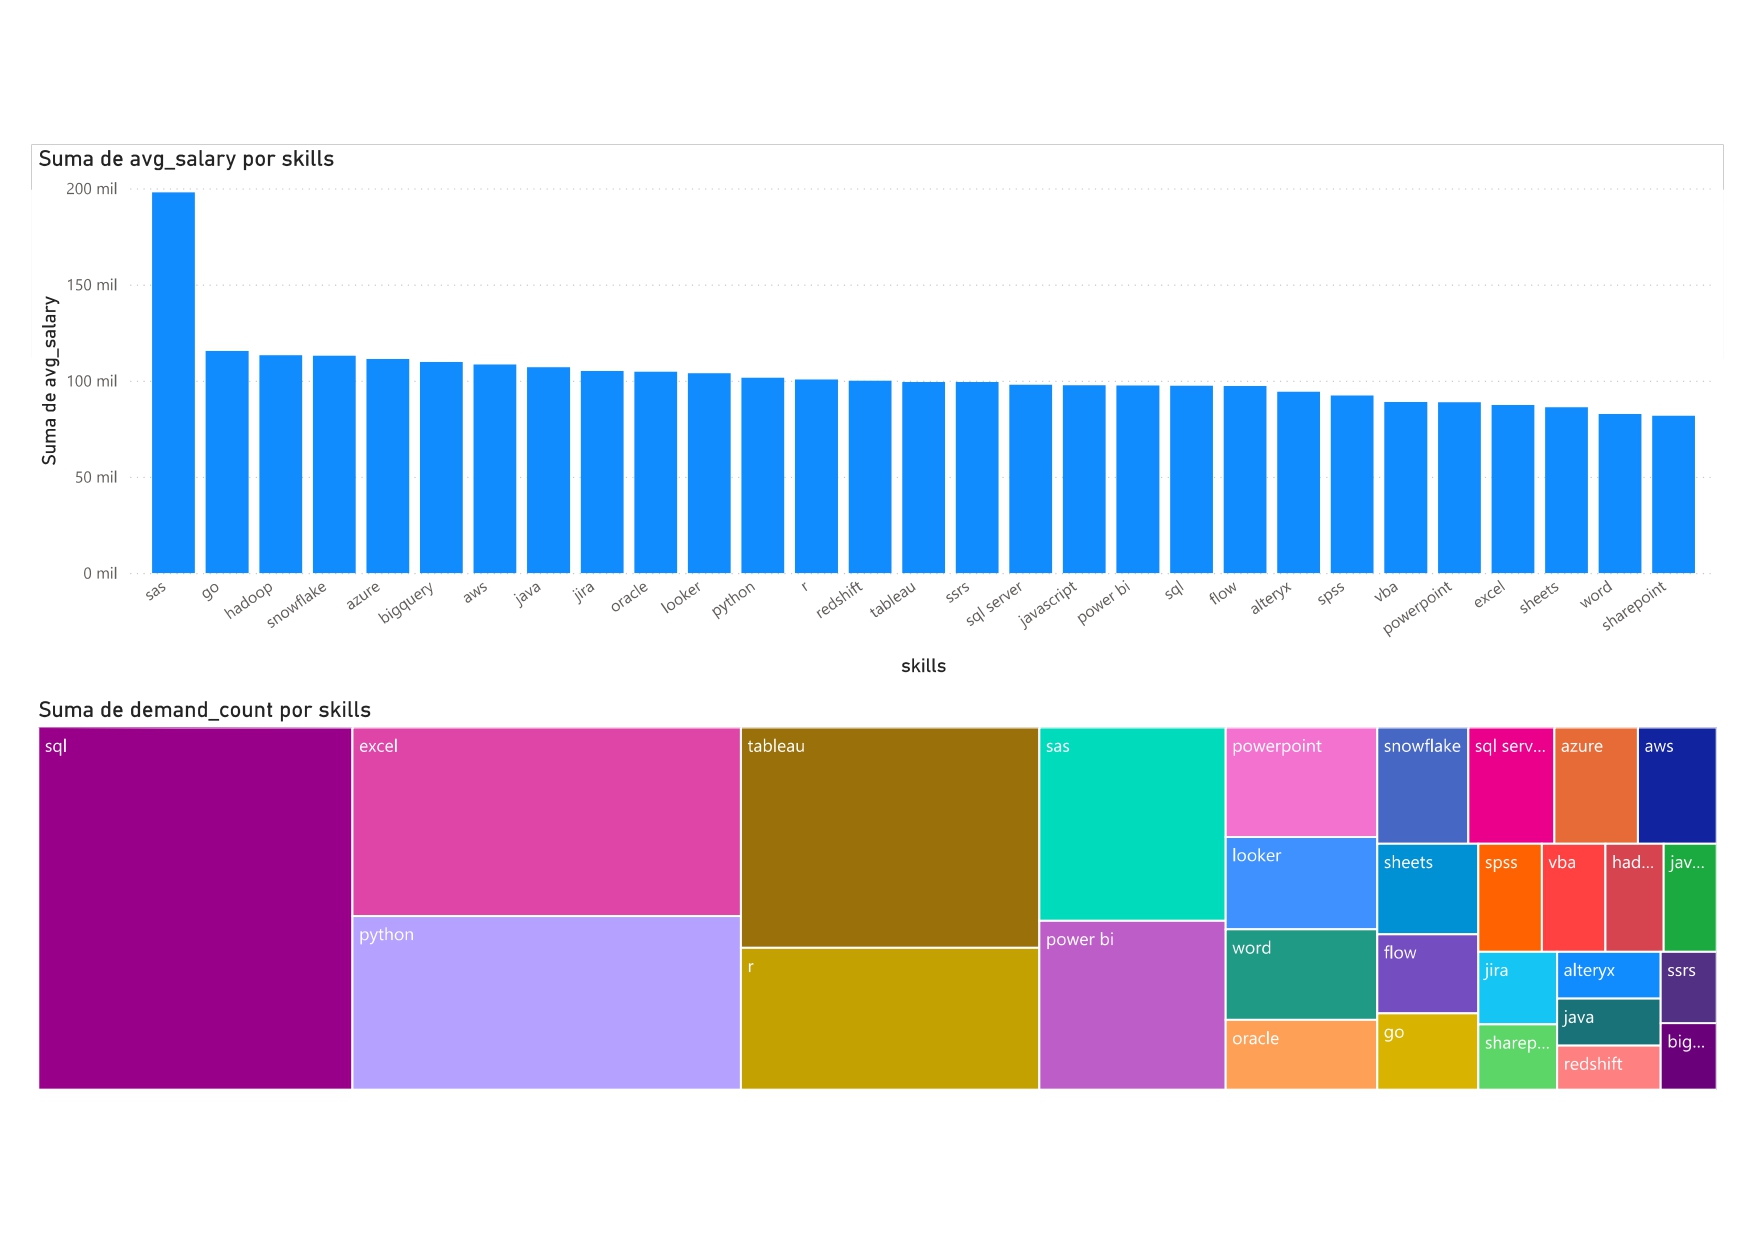 Suma de avg_salary por skills
200 mil
150 mil
100 mil
50 mil
0 mil
Suma de avg_salary
sas
go
hadoop
snowflake
azure
bigquery
aws
java
jira
oracle
looker
python
r
redshift
tableau
ssrs
sql server
javascript
power bi
sql
flow
alteryx
spss
vba
powerpoint
excel
sheets
word
sharepoint
skills
Suma de demand_count por skills
sql
excel
python
tableau
r
sas
power bi
powerpoint
looker
word
oracle
snowflake
sql serv...
azure
aws
sheets
flow
go
spss
vba
had...
jav...
jira
sharep...
alteryx
java
redshift
ssrs
big...